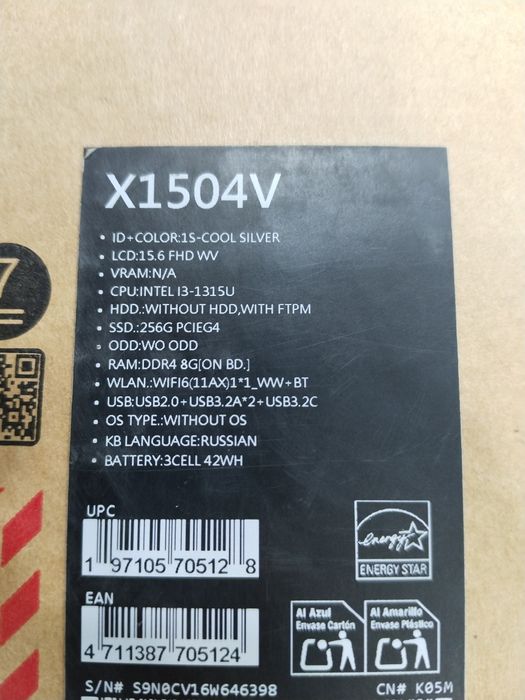 X1504V
• ID+COLOR:1S-COOL SILVER
• LCD:15.6 FHD WV
• VRAM:N/A
• CPU:INTEL I3-1315U
• HDD.:WITHOUT HDD,WITH FTPM
• SSD.:256G PCIEG4
• ODD:WO ODD
• RAM:DDR4 8G[ON BD.]
• WLAN.:WIFI6(11AX)1*1_WW+BT
• USB:USB2.0+USB3.2A*2+USB3.2C
• OS TYPE.:WITHOUT OS
• KB LANGUAGE:RUSSIAN
• BATTERY:3CELL 42WH
7
UPC
1 97105 70512 8
energy
ENERGY STAR
EAN
4 711387 705124
Al Azul
Envase Cartón
Al Amarillo
Envase Plástico
S/N# S9N0CV16W646398
CN# K05M